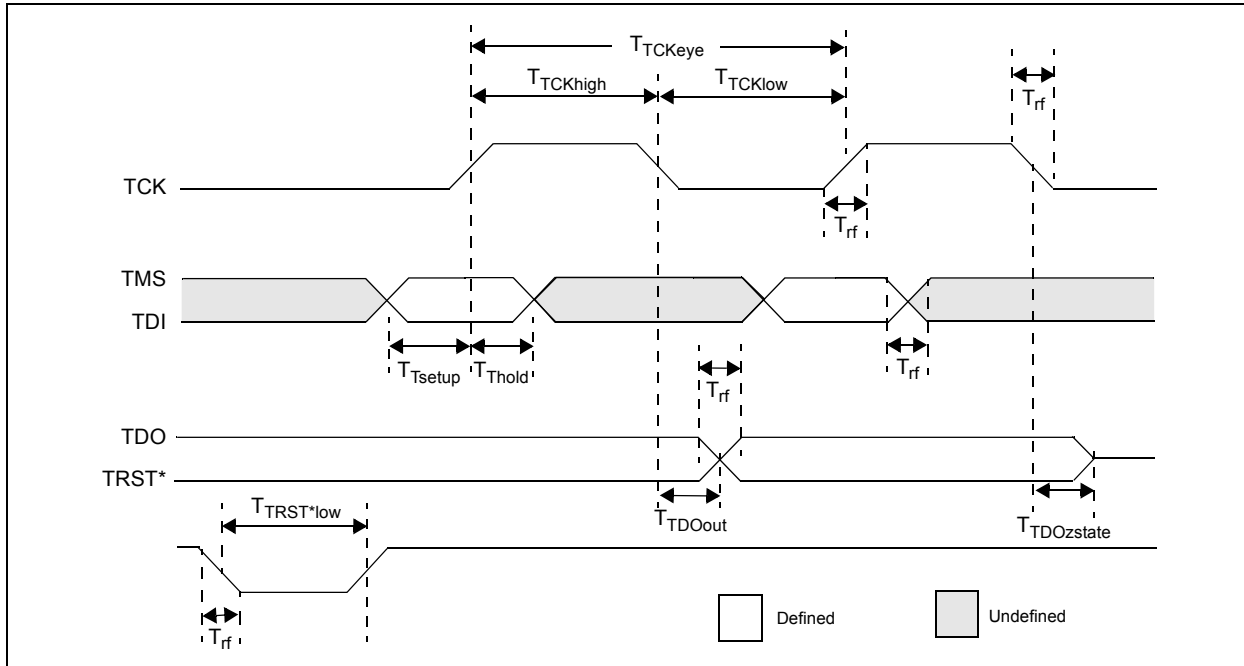 T_TCKeye
T_TCKhigh
T_TCKlow
T_rf
TCK
T_rf
TMS
TDI
T_Tsetup
T_Thold
T_rf
T_rf
TDO
TRST*
T_TRST*low
T_TDOout
T_TDOzstate
T_rf
Defined
Undefined